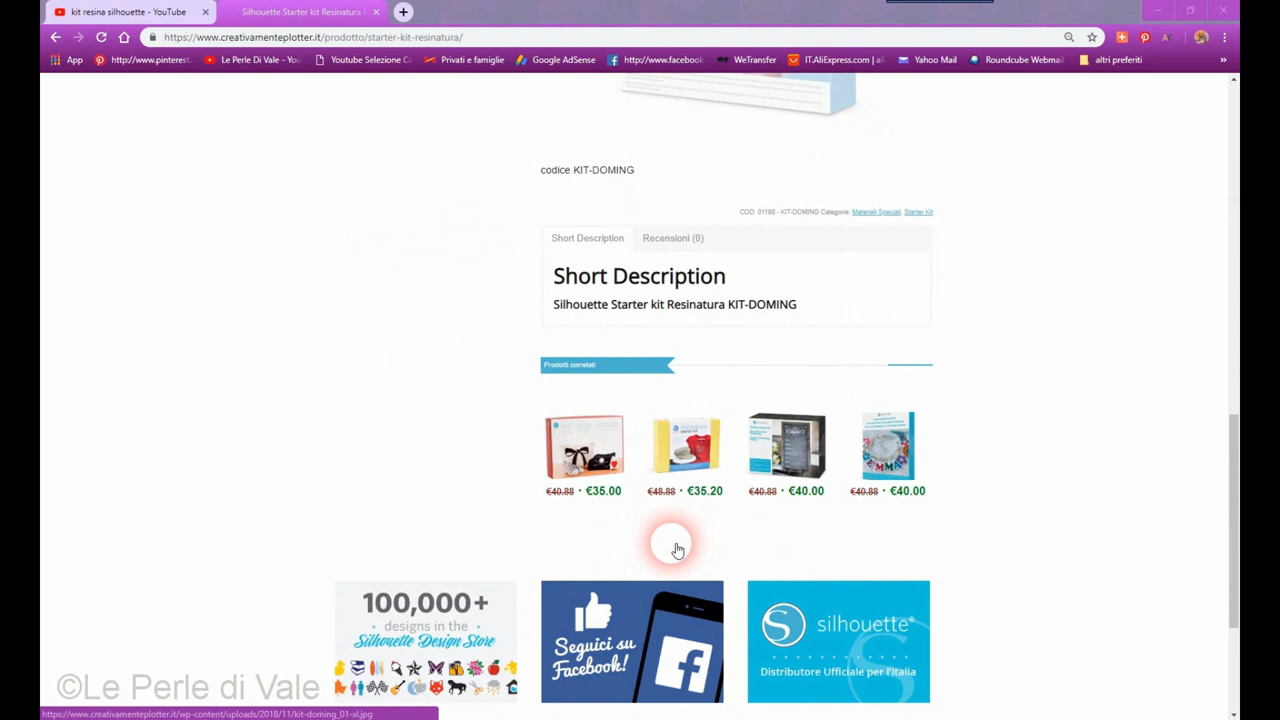 kit resina silhouette - YouTube
Silhouette Starter kit Resinatura
https://www.creativamenteplotter.it/prodotto/starter-kit-resinatura/
App
http://www.pinterest.
Le Perle Di Vale - You
Youtube Selezione Ca
Privati e famiglie
Google AdSense
http://www.facebook
WeTransfer
IT.AliExpress.com | al
Yahoo Mail
Roundcube Webmail
altri preferiti
codice KIT-DOMING
COD: 01188 - KIT-DOMING Categorie: Materiali Speciali, Starter Kit
Short Description
Recensioni (0)
Short Description
Silhouette Starter kit Resinatura KIT-DOMING
Prodotti correlati
€40.88 · €35.00
€48.88 · €35.20
€40.88 · €40.00
€40.88 · €40.00
EMMA
100,000+
designs in the
Silhouette Design Store
Seguici su
Facebook!
silhouette®
Distributore Ufficiale per l'Italia
©Le Perle di Vale
https://www.creativamenteplotter.it/wp-content/uploads/2018/11/kit-doming_01-xl.jpg